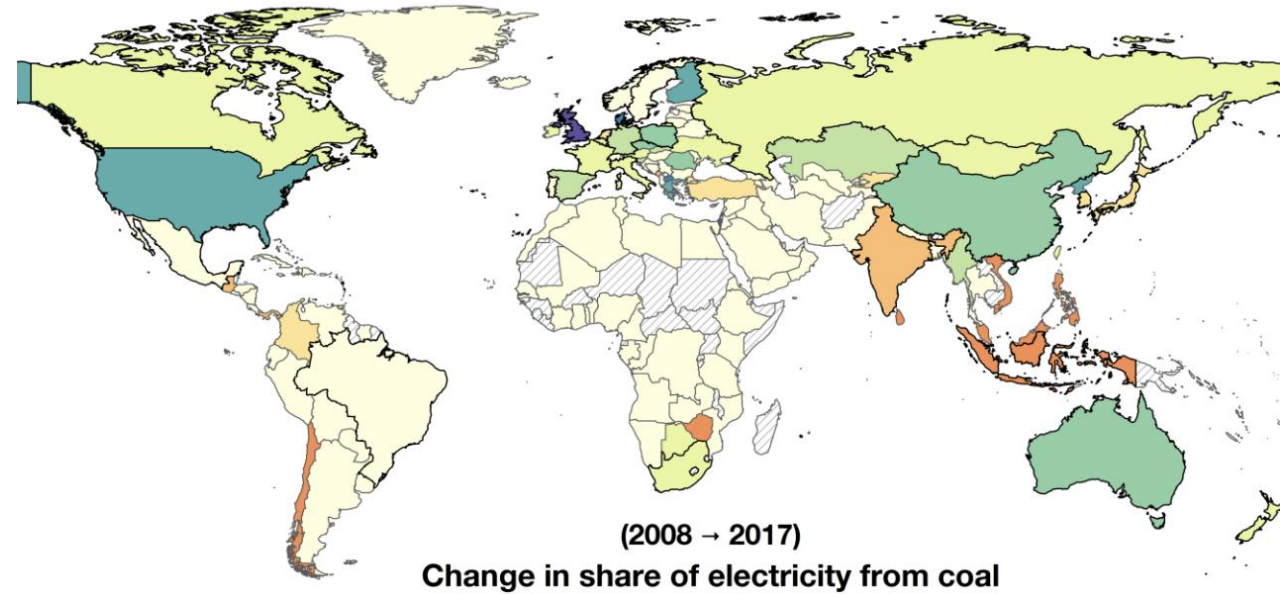 (2008 → 2017)
Change in share of electricity from coal